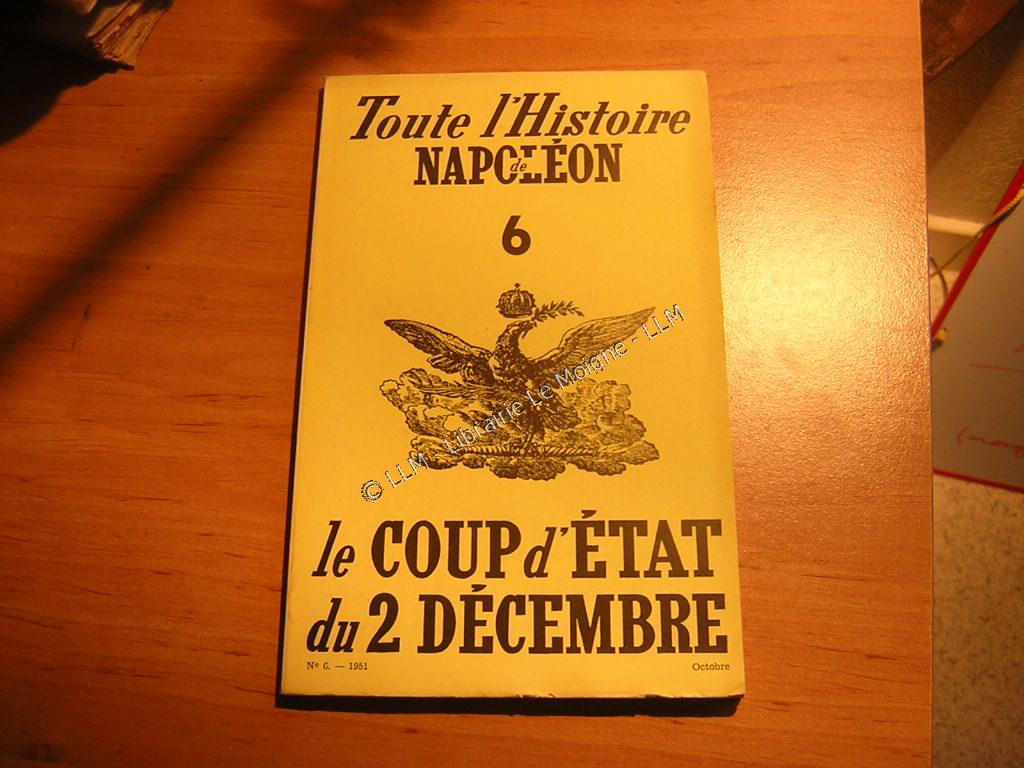 Toute l'Histoire
de
NAPOLÉON
6
© LLM - Librairie Le Moigne - LLM
le COUP d'ÉTAT
du 2 DÉCEMBRE
Nº 6. — 1951 Octobre